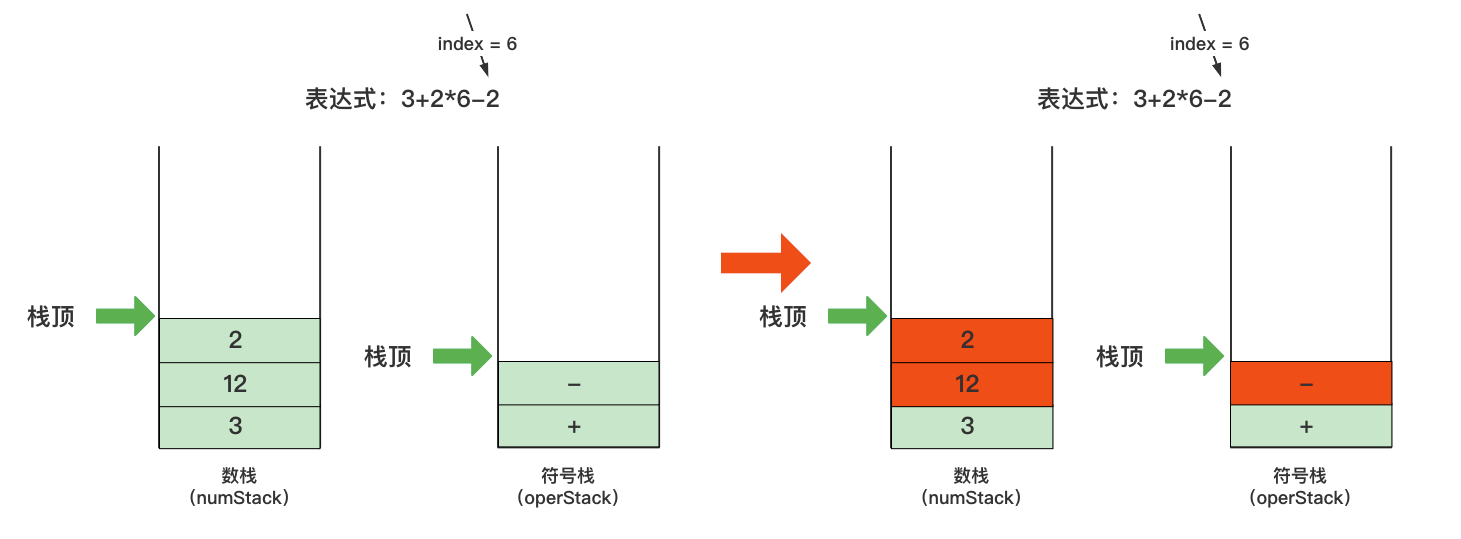 index = 6
表达式：3+2*6−2
栈顶
2
12
3
数栈
（numStack）
栈顶
−
+
符号栈
（operStack）
index = 6
表达式：3+2*6−2
栈顶
2
12
3
数栈
（numStack）
栈顶
−
+
符号栈
（operStack）